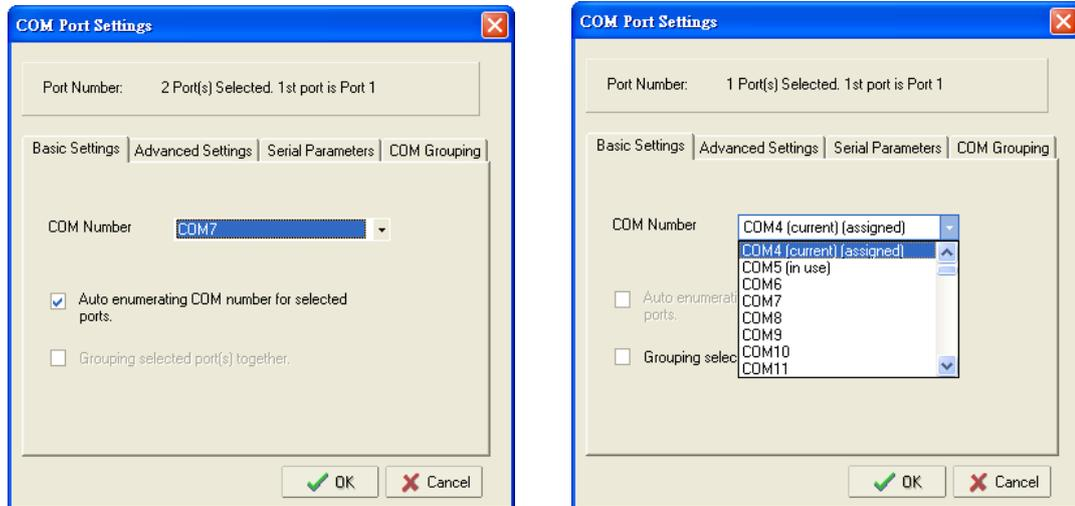 COM Port Settings
Port Number: 2 Port(s) Selected. 1st port is Port 1
Basic Settings Advanced Settings Serial Parameters COM Grouping
COM Number COM7
Auto enumerating COM number for selected
ports.
Grouping selected port(s) together.
OK Cancel
COM Port Settings
Port Number: 1 Port(s) Selected. 1st port is Port 1
Basic Settings Advanced Settings Serial Parameters COM Grouping
COM Number COM4 (current) (assigned)
COM4 (current) (assigned)
COM5 (in use)
COM6
COM7
COM8
COM9
COM10
COM11
Auto enumerati
ports.
Grouping selec
OK Cancel